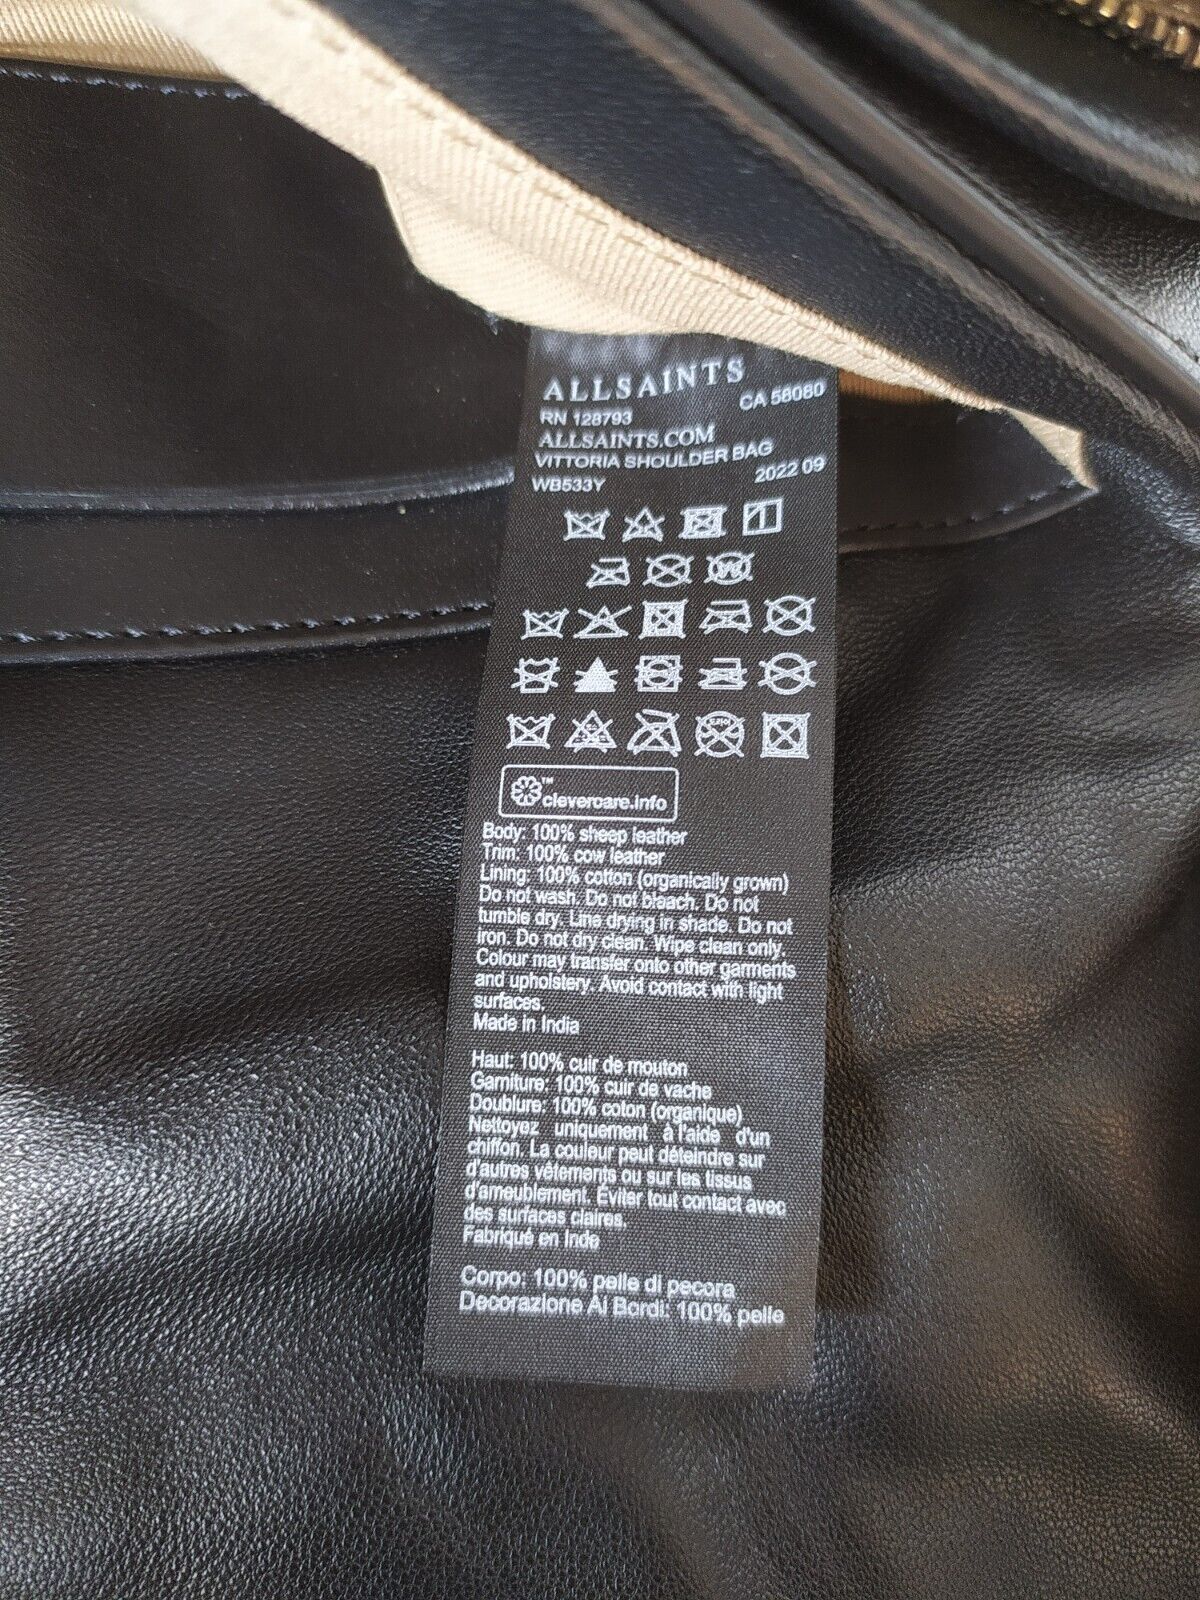 ALLSAINTS
RN 128793 CA 58080
ALLSAINTS.COM
VITTORIA SHOULDER BAG
WB533Y 2022 09
clevercare.info
Body: 100% sheep leather
Trim: 100% cow leather
Lining: 100% cotton (organically grown)
Do not wash. Do not bleach. Do not
tumble dry. Line drying in shade. Do not
iron. Do not dry clean. Wipe clean only.
Colour may transfer onto other garments
and upholstery. Avoid contact with light
surfaces.
Made in India
Haut: 100% cuir de mouton
Garniture: 100% cuir de vache
Doublure: 100% coton (organique)
Nettoyez uniquement à l'aide d'un
chiffon. La couleur peut déteindre sur
d'autres vêtements ou sur les tissus
d'ameublement. Eviter tout contact avec
des surfaces claires.
Fabriqué en Inde
Corpo: 100% pelle di pecora
Decorazione Ai Bordi: 100% pelle